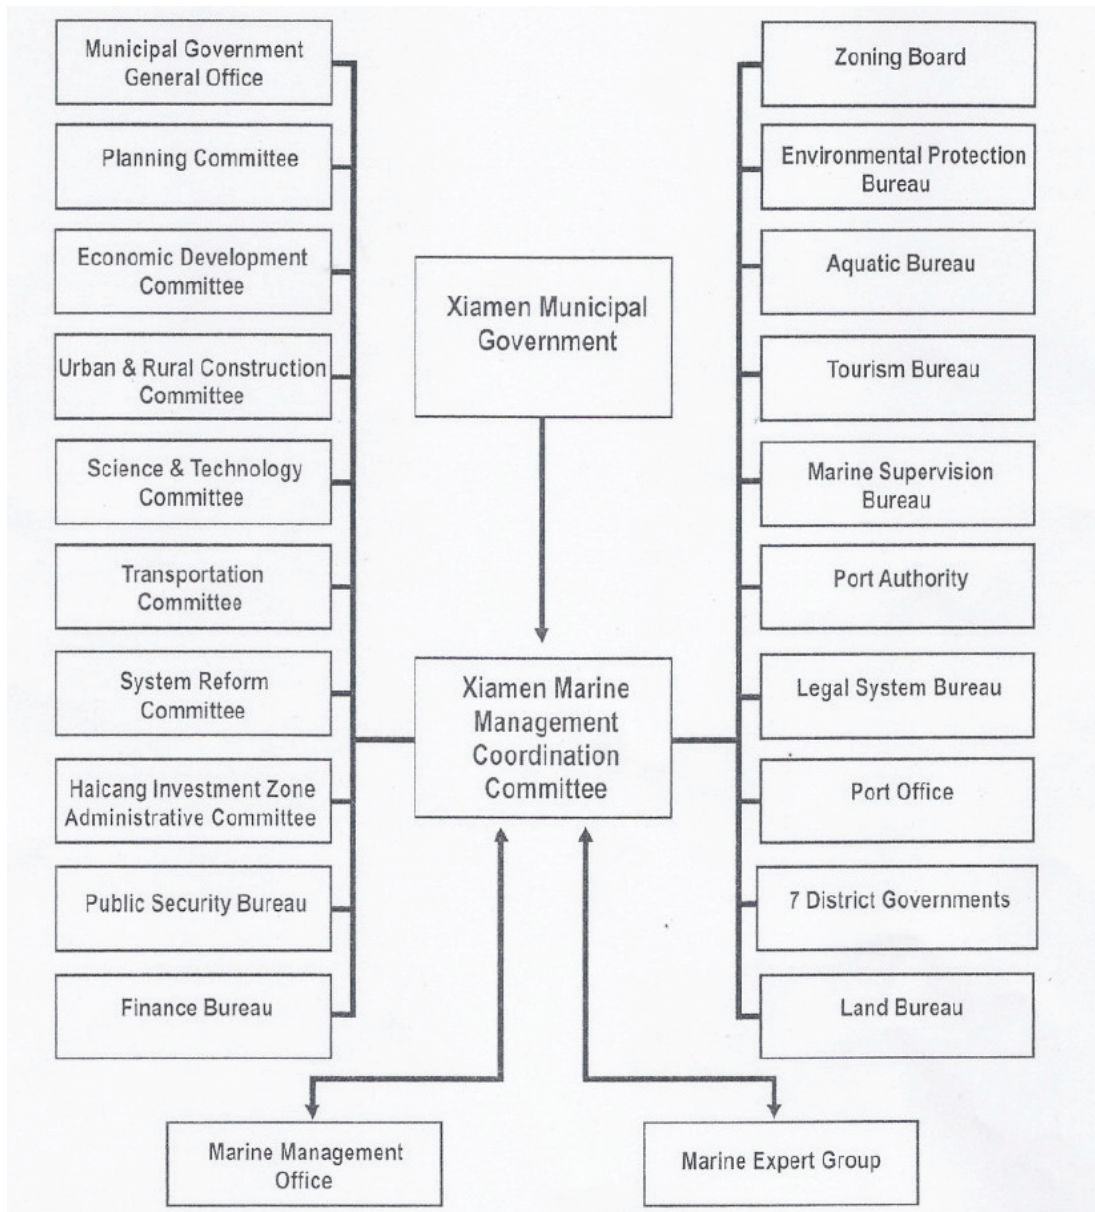 Municipal Government
General Office
Planning Committee
Economic Development
Committee
Urban & Rural Construction
Committee
Science & Technology
Committee
Transportation
Committee
System Reform
Committee
Haicang Investment Zone
Administrative Committee
Public Security Bureau
Finance Bureau
Xiamen Municipal
Government
Xiamen Marine
Management
Coordination
Committee
Zoning Board
Environmental Protection
Bureau
Aquatic Bureau
Tourism Bureau
Marine Supervision
Bureau
Port Authority
Legal System Bureau
Port Office
7 District Governments
Land Bureau
Marine Management
Office
Marine Expert Group